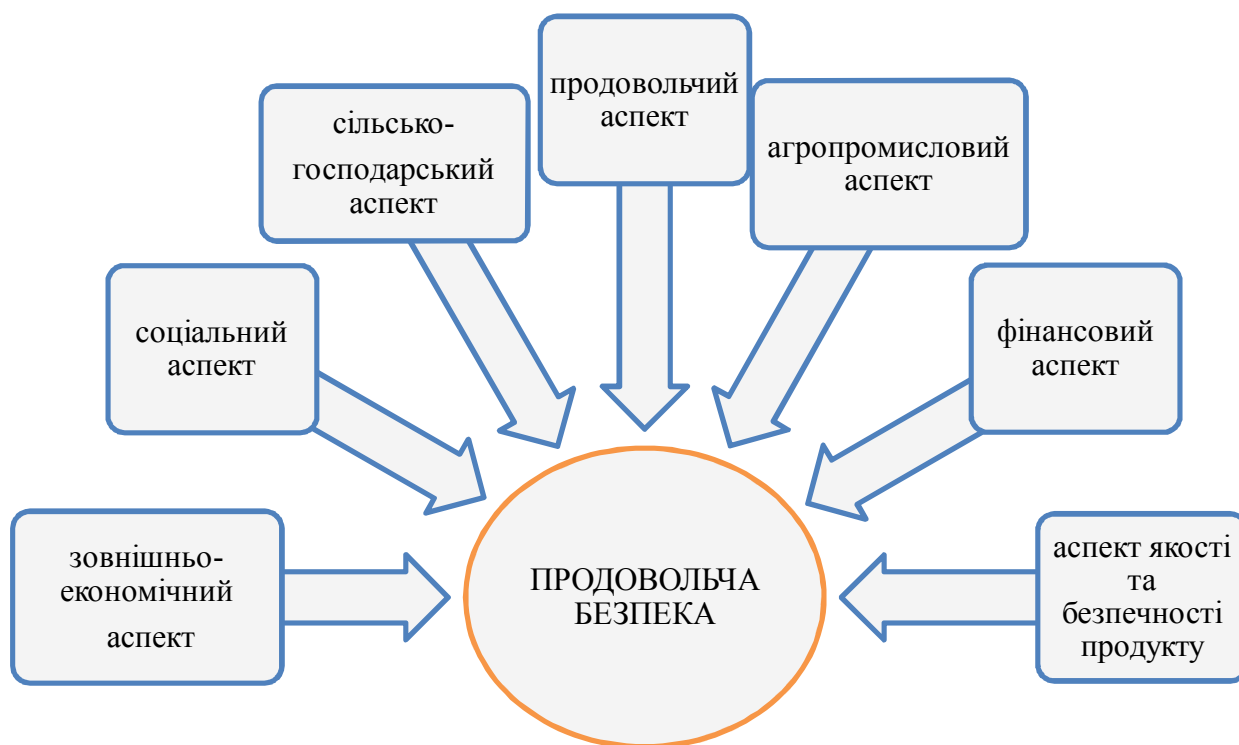 продовольчий
аспект
сільсько-
господарський
аспект
агропромисловий
аспект
соціальний
аспект
фінансовий
аспект
зовнішньо-
економічний
аспект
ПРОДОВОЛЬЧА
БЕЗПЕКА
аспект якості
та
безпечності
продукту